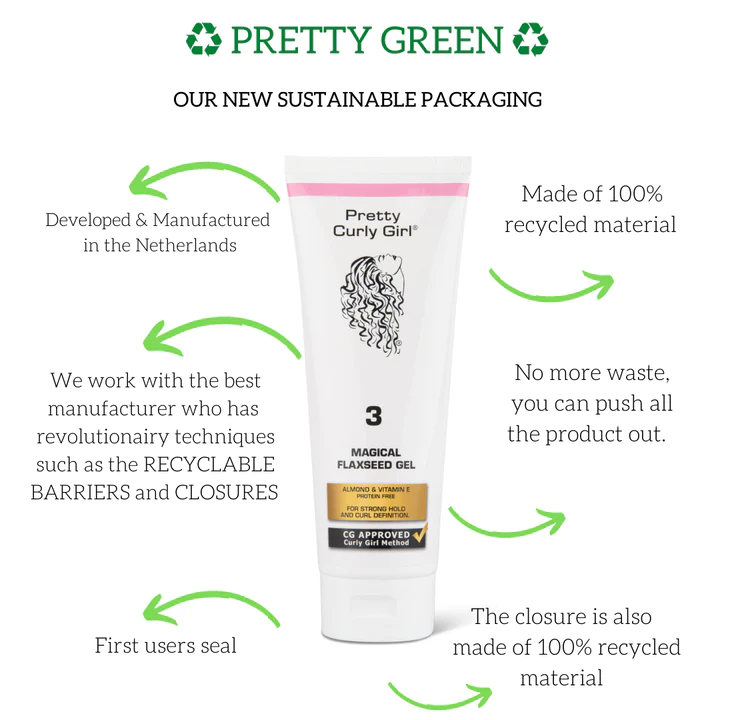 PRETTY GREEN
OUR NEW SUSTAINABLE PACKAGING
Developed & Manufactured
in the Netherlands
We work with the best
manufacturer who has
revolutionairy techniques
such as the RECYCLABLE
BARRIERS and CLOSURES
First users seal
Pretty
Curly Girl®
®
3
MAGICAL
FLAXSEED GEL
ALMOND & VITAMIN E
PROTEIN FREE
FOR STRONG HOLD
AND CURL DEFINITION.
CG APPROVED
Curly Girl Method
Made of 100%
recycled material
No more waste,
you can push all
the product out.
The closure is also
made of 100% recycled
material